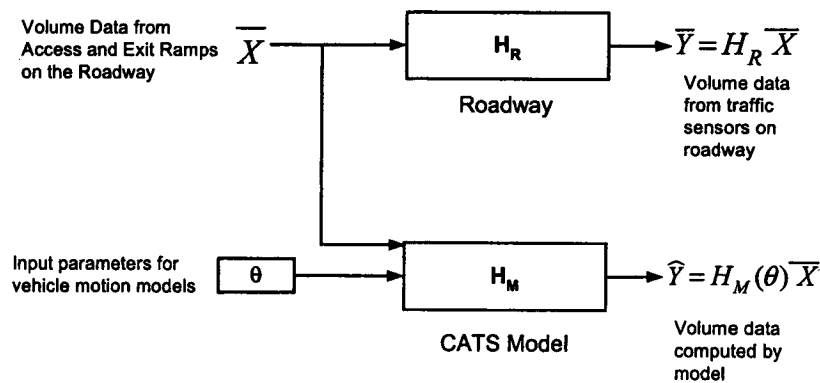 Volume Data from
Access and Exit Ramps
on the Roadway
X̅
H_R
Y̅ = H_R X̅
Roadway
Volume data
from traffic
sensors on
roadway
Input parameters for
vehicle motion models
θ
H_M
Ŷ = H_M(θ) X̅
CATS Model
Volume data
computed by
model